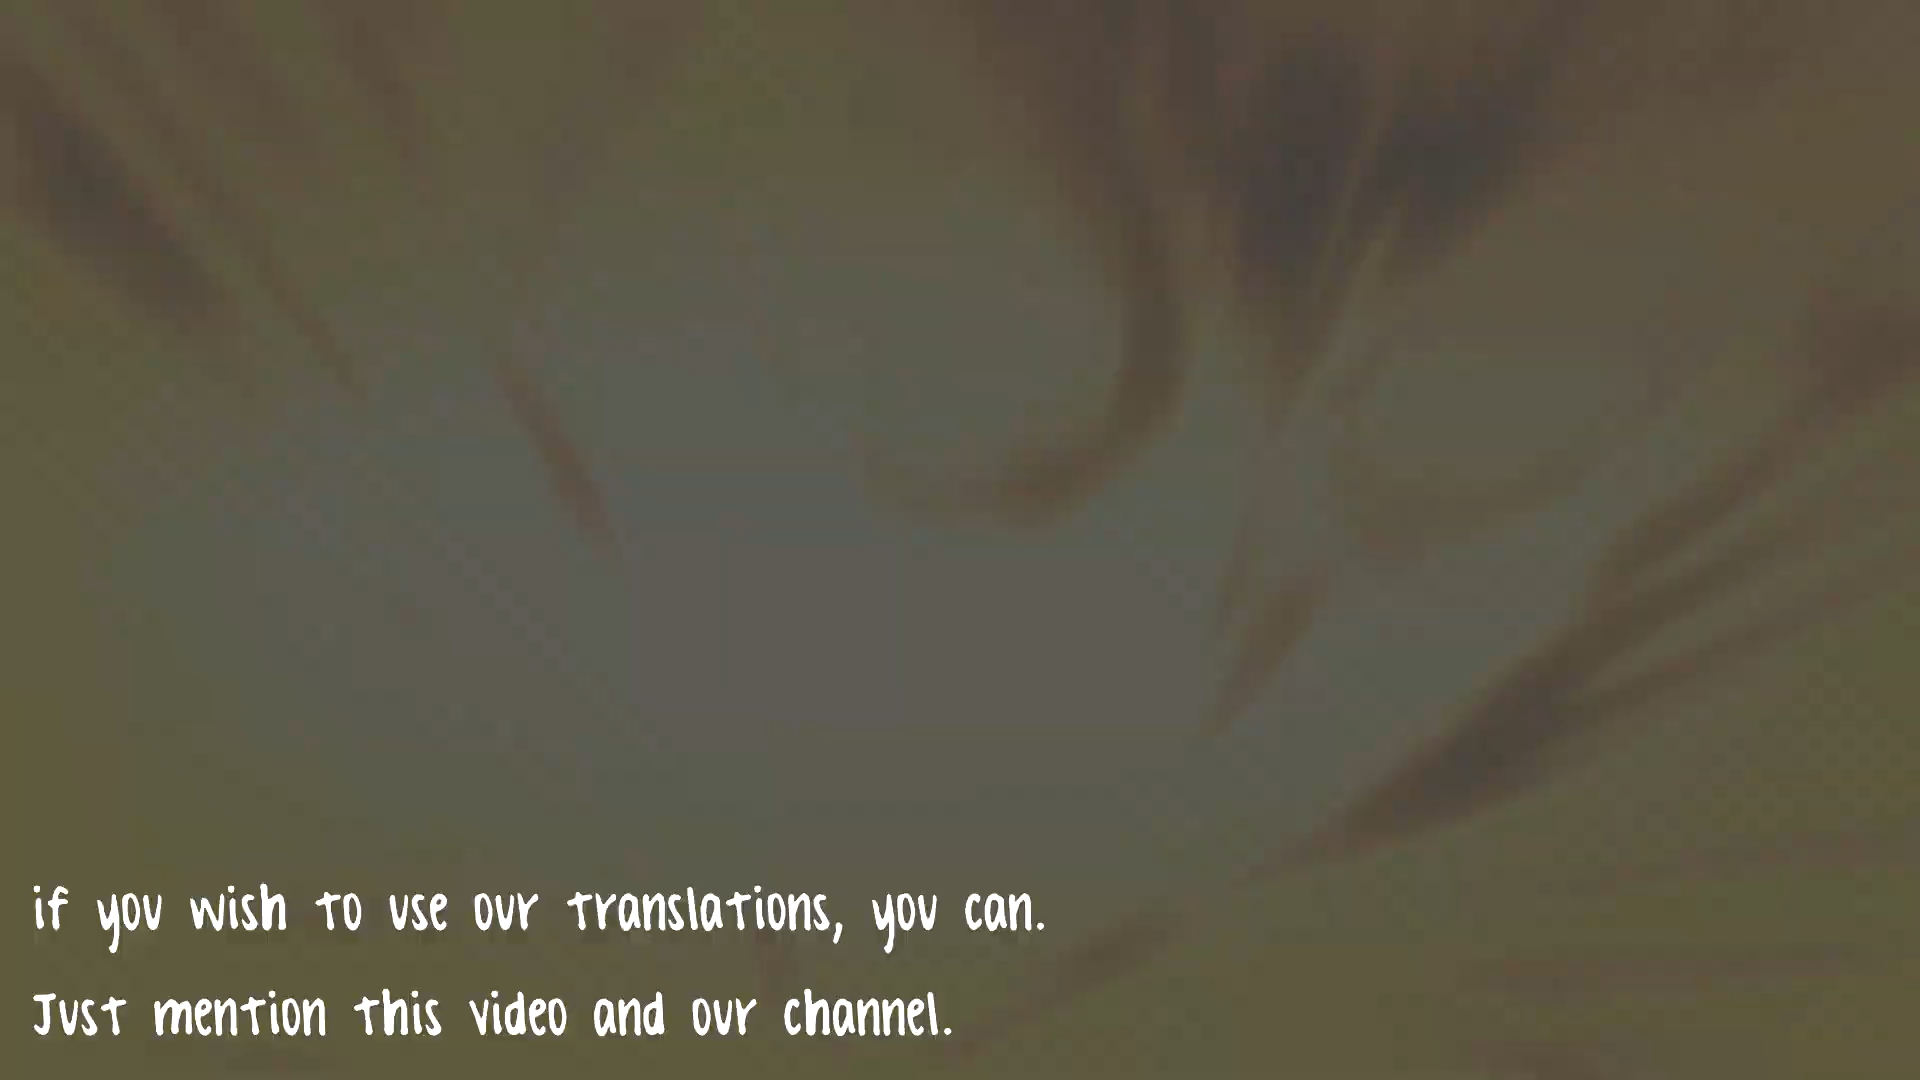 if you wish to use our translations, you can.
Just mention this video and our channel.